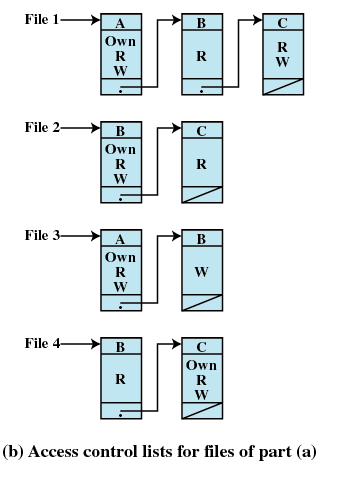 File 1 A B C
Own R W R R W
File 2 B C
Own R W R
File 3 A B
Own R W W
File 4 B C
R Own R W
(b) Access control lists for files of part (a)